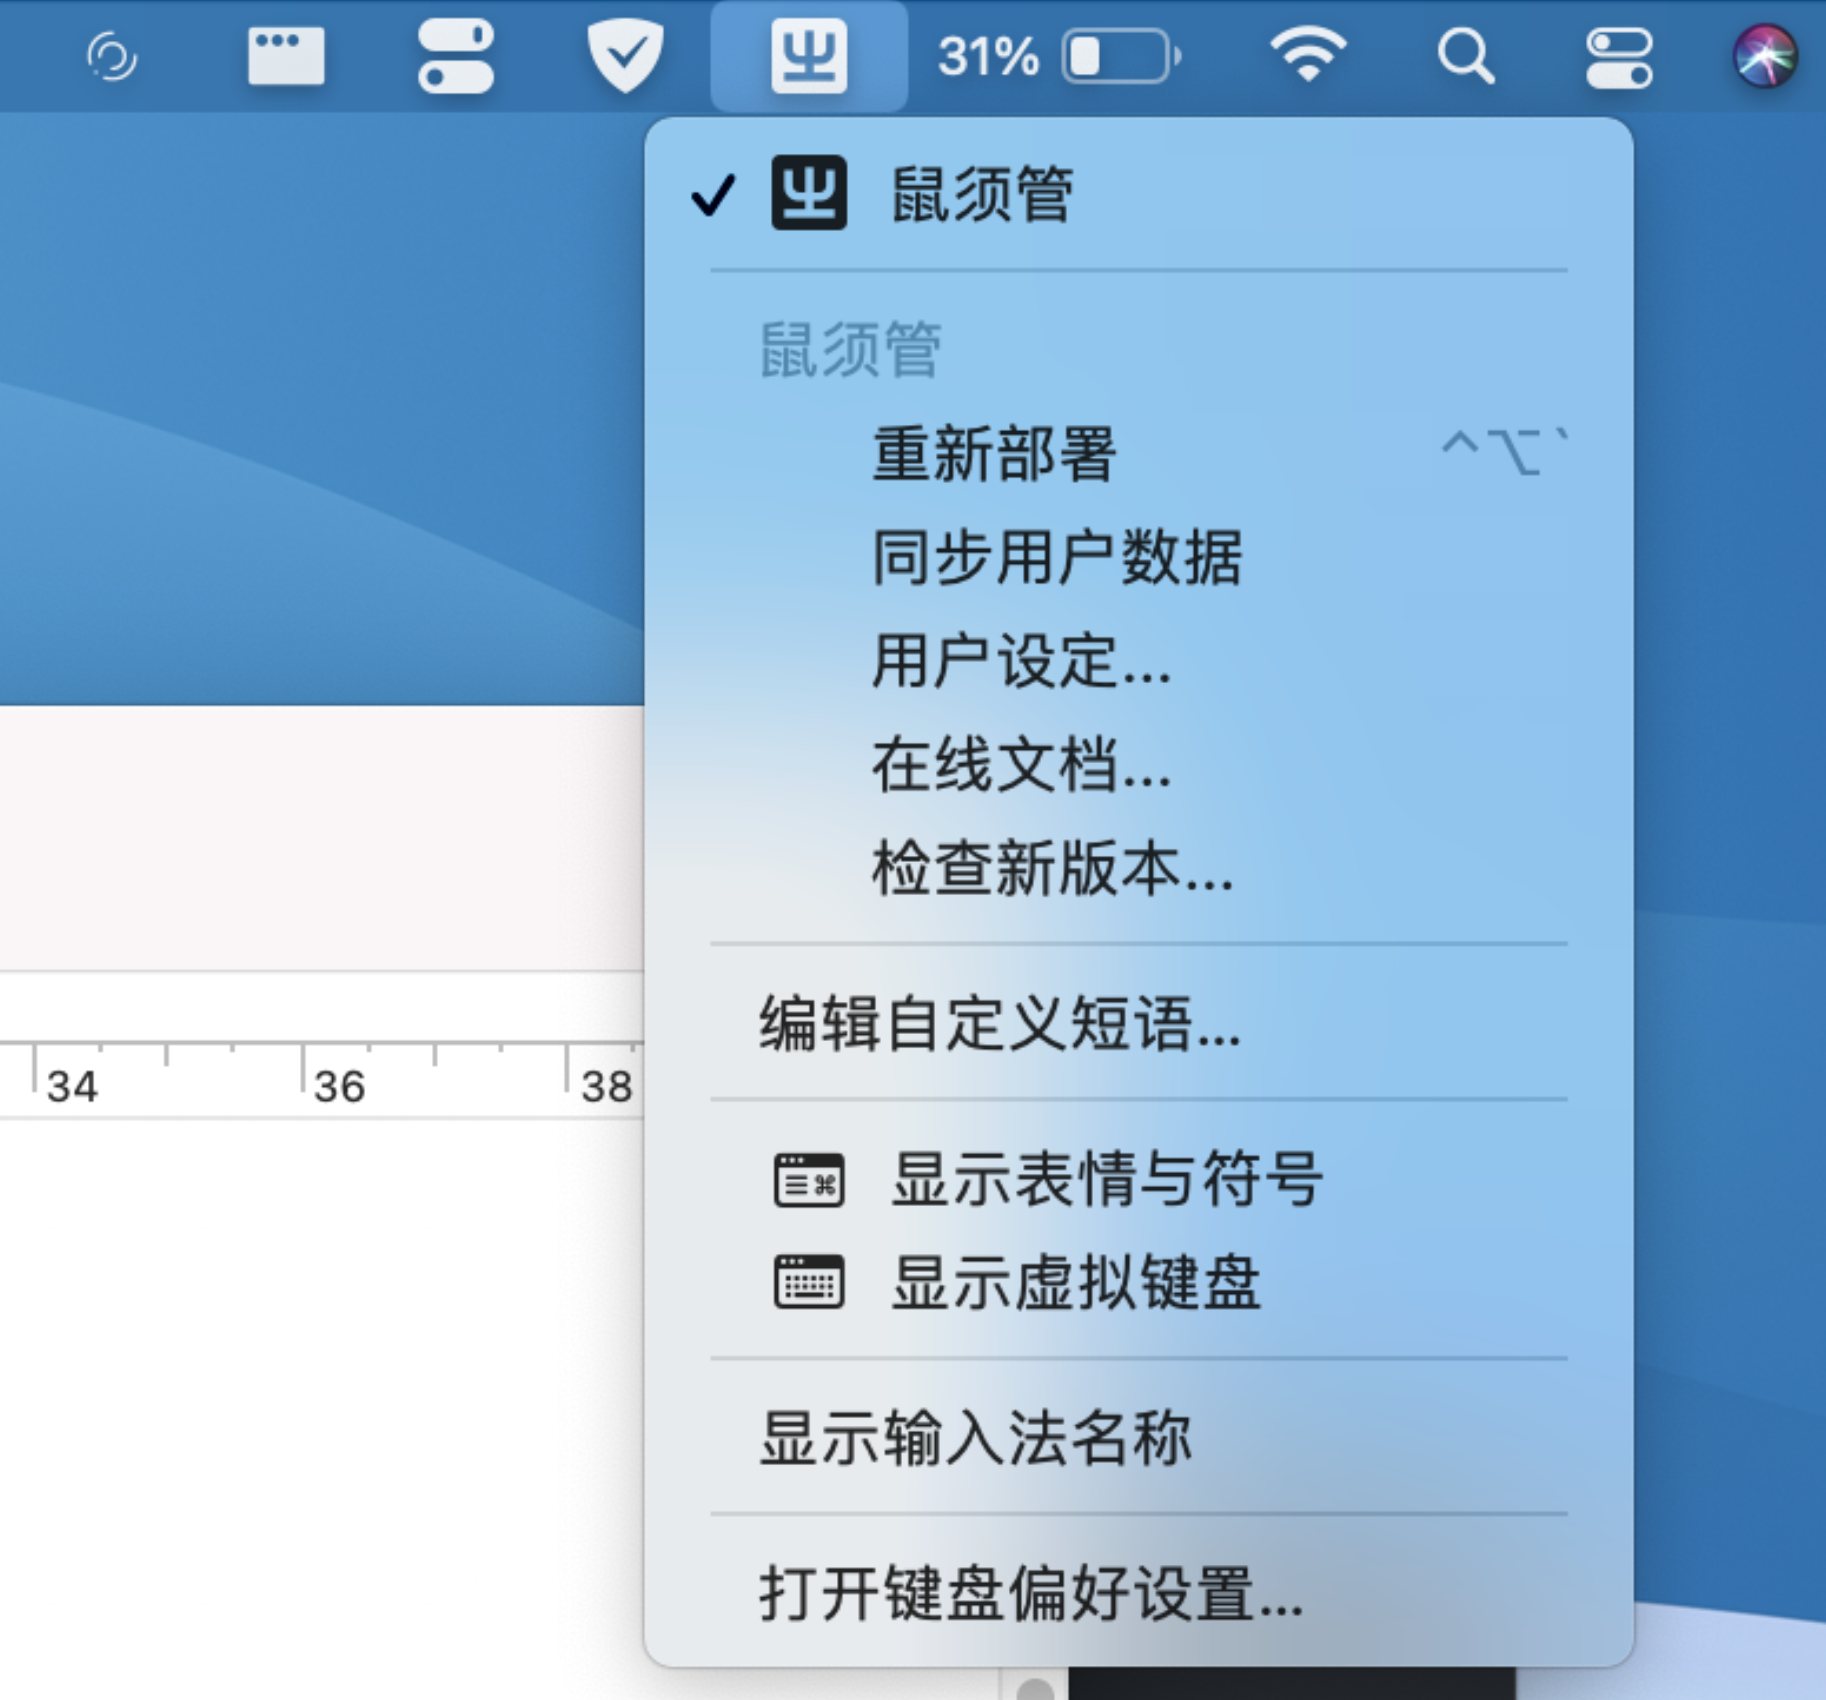 31%
鼠须管
鼠须管
重新部署 ^⌥`
同步用户数据
用户设定...
在线文档...
检查新版本...
编辑自定义短语...
显示表情与符号
显示虚拟键盘
显示输入法名称
打开键盘偏好设置...
34 36 38